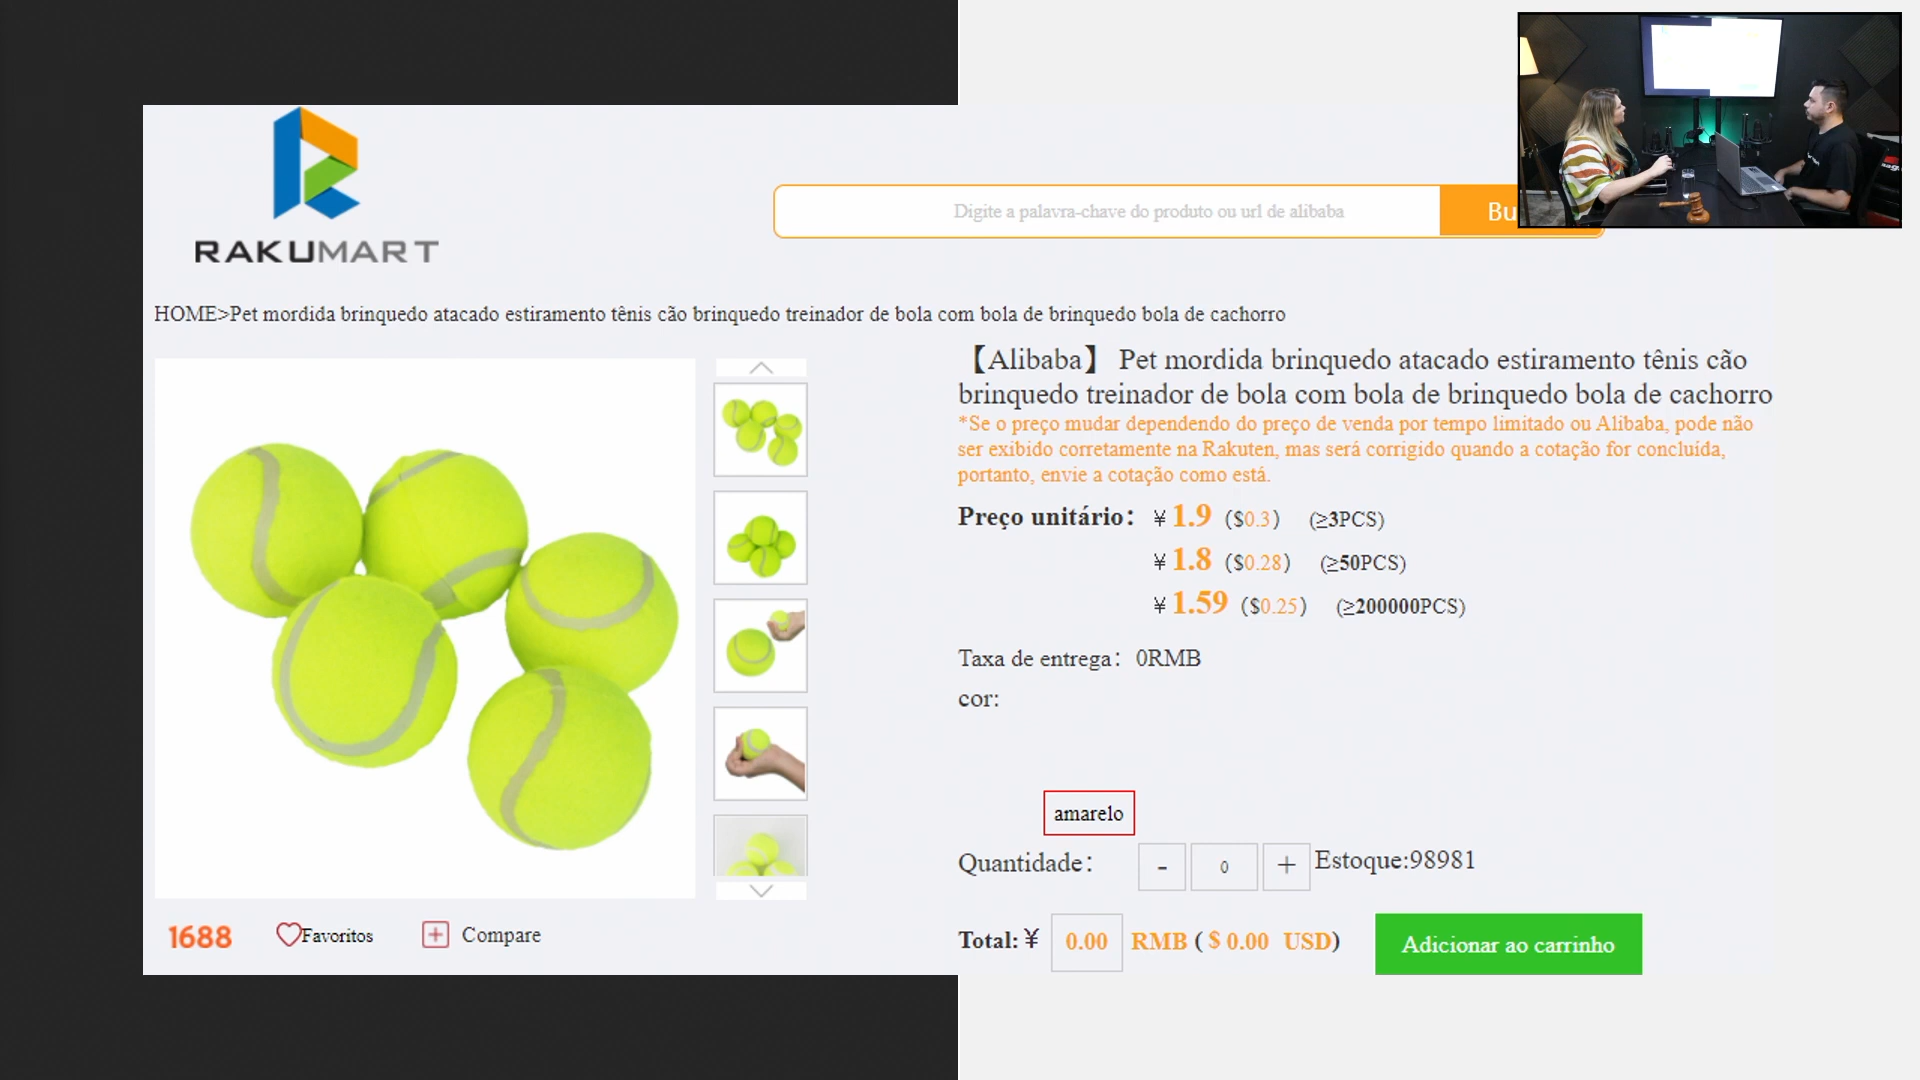 RAKUMART
Digite a palavra-chave do produto ou url de alibaba
Bu
HOME>Pet mordida brinquedo atacado estiramento tênis cão brinquedo treinador de bola com bola de brinquedo bola de cachorro
【Alibaba】 Pet mordida brinquedo atacado estiramento tênis cão
brinquedo treinador de bola com bola de brinquedo bola de cachorro
*Se o preço mudar dependendo do preço de venda por tempo limitado ou Alibaba, pode não
ser exibido corretamente na Rakuten, mas será corrigido quando a cotação for concluída,
portanto, envie a cotação como está.
Preço unitário: ¥ 1.9 ($0.3) (≥3PCS)
¥ 1.8 ($0.28) (≥50PCS)
¥ 1.59 ($0.25) (≥200000PCS)
Taxa de entrega: 0RMB
cor:
amarelo
Quantidade: - 0 + Estoque:98981
1688 Favoritos Compare
Total: ¥ 0.00 RMB ( $ 0.00 USD) Adicionar ao carrinho